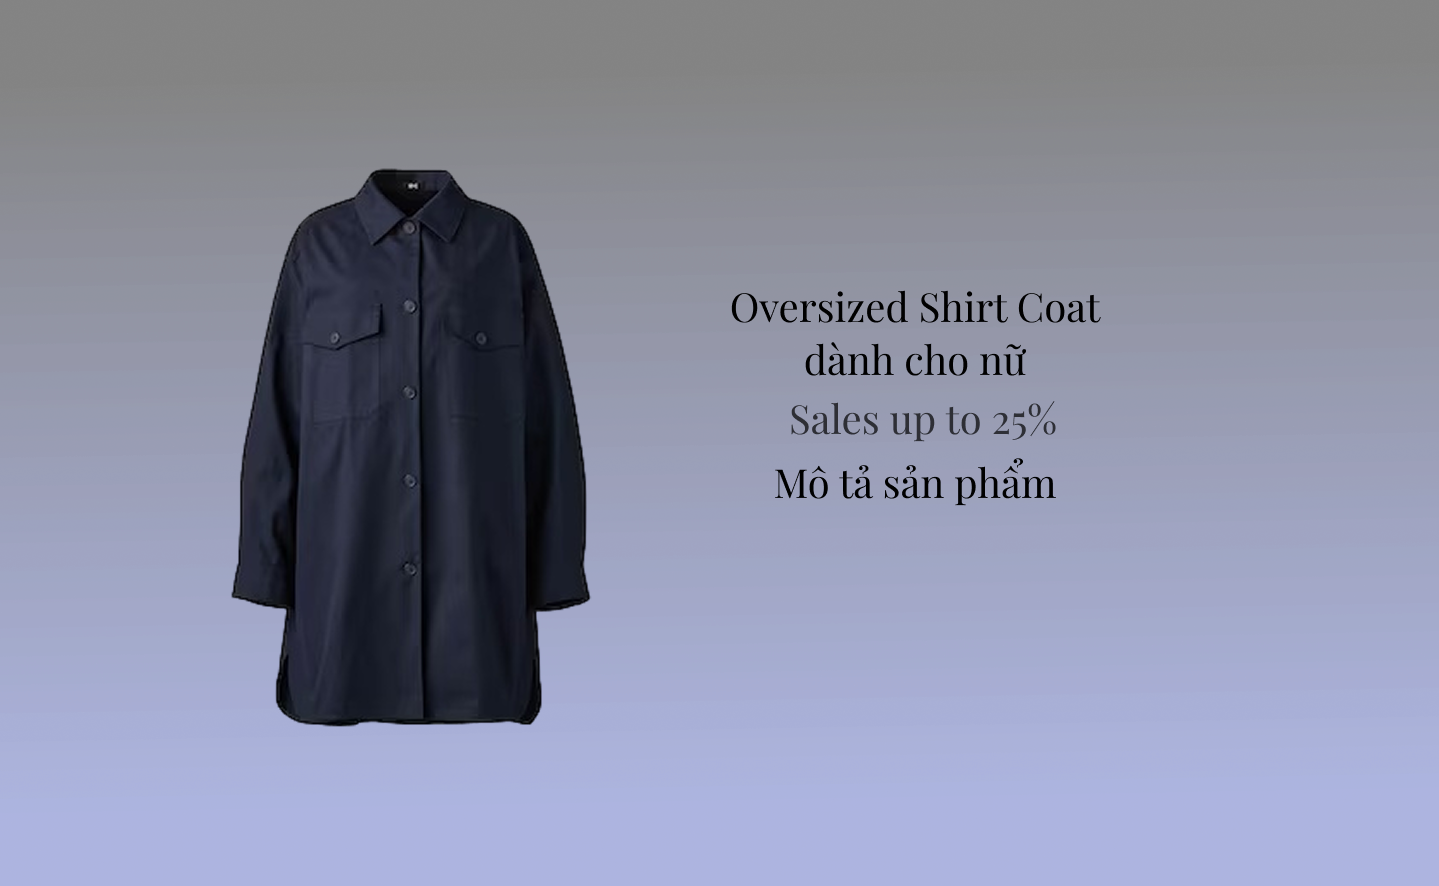 Oversized Shirt Coat
dành cho nữ
Sales up to 25%
Mô tả sản phẩm